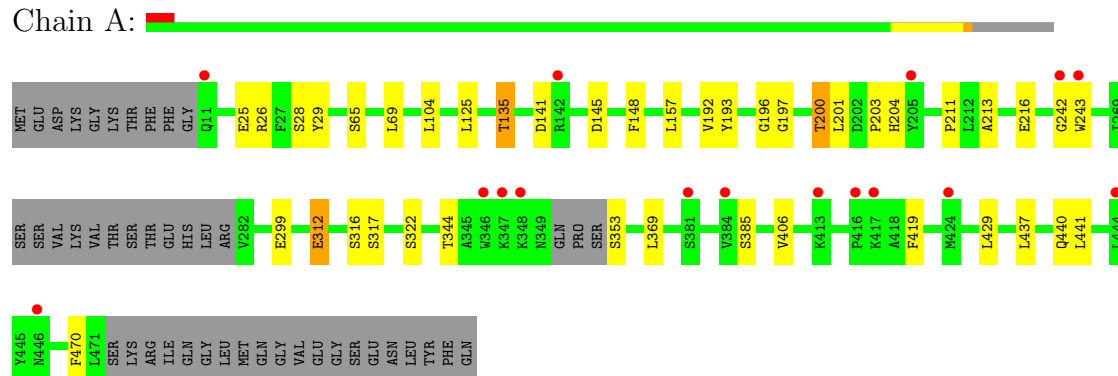 Chain A:
MET GLU ASP LYS GLY LYS LYS THR PHE PHE GLY Q11 E25 R26 F27 S28 Y29 S65 L69 L104 L125 T135 D141 R142 D145 F148 L157 V192 Y193 G196 G197 T200 L201 D202 P203 H204 Y205 P211 L212 A213 E216 G242 W243
SER SER VAL LYS VAL THR SER THR GLU HIS LEU ARG V282 E299 E312 S316 S317 S322 T344 A345 W346 K347 K348 N349 GLN PRO SER S353 L369 S381 V384 S385 V406 K413 P416 K417 A418 F419 M424 L429 L437 Q440 L441 L444
Y445 N446 F470 L471 SER LYS ARG ILE GLN GLY GLY LEU MET GLN GLY VAL GLU GLY SER GLU ASN LEU TYR PHE GLN